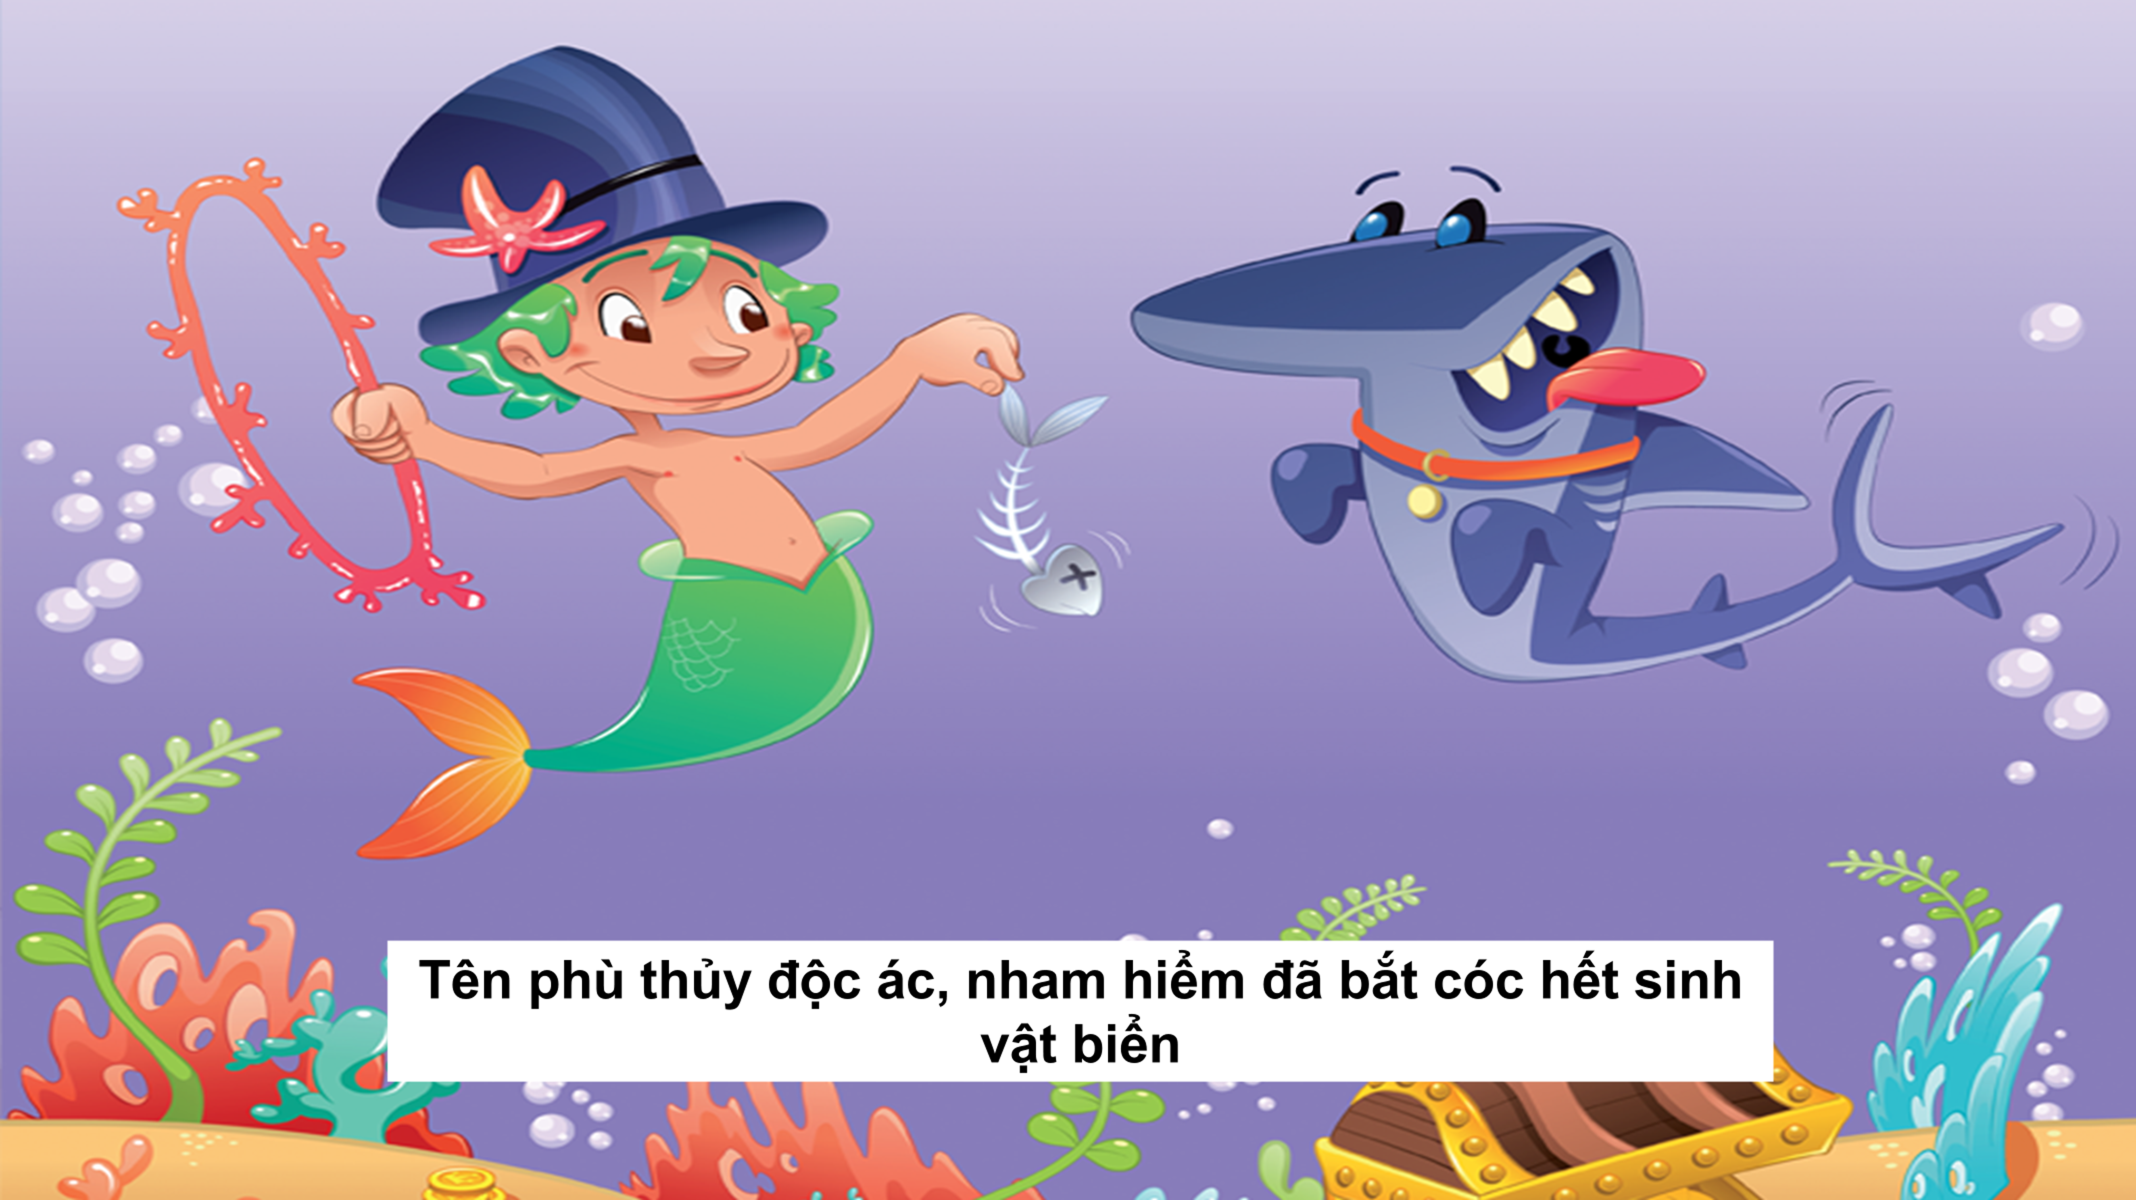 Tên phù thủy độc ác, nham hiểm đã bắt cóc hết sinh
vật biển